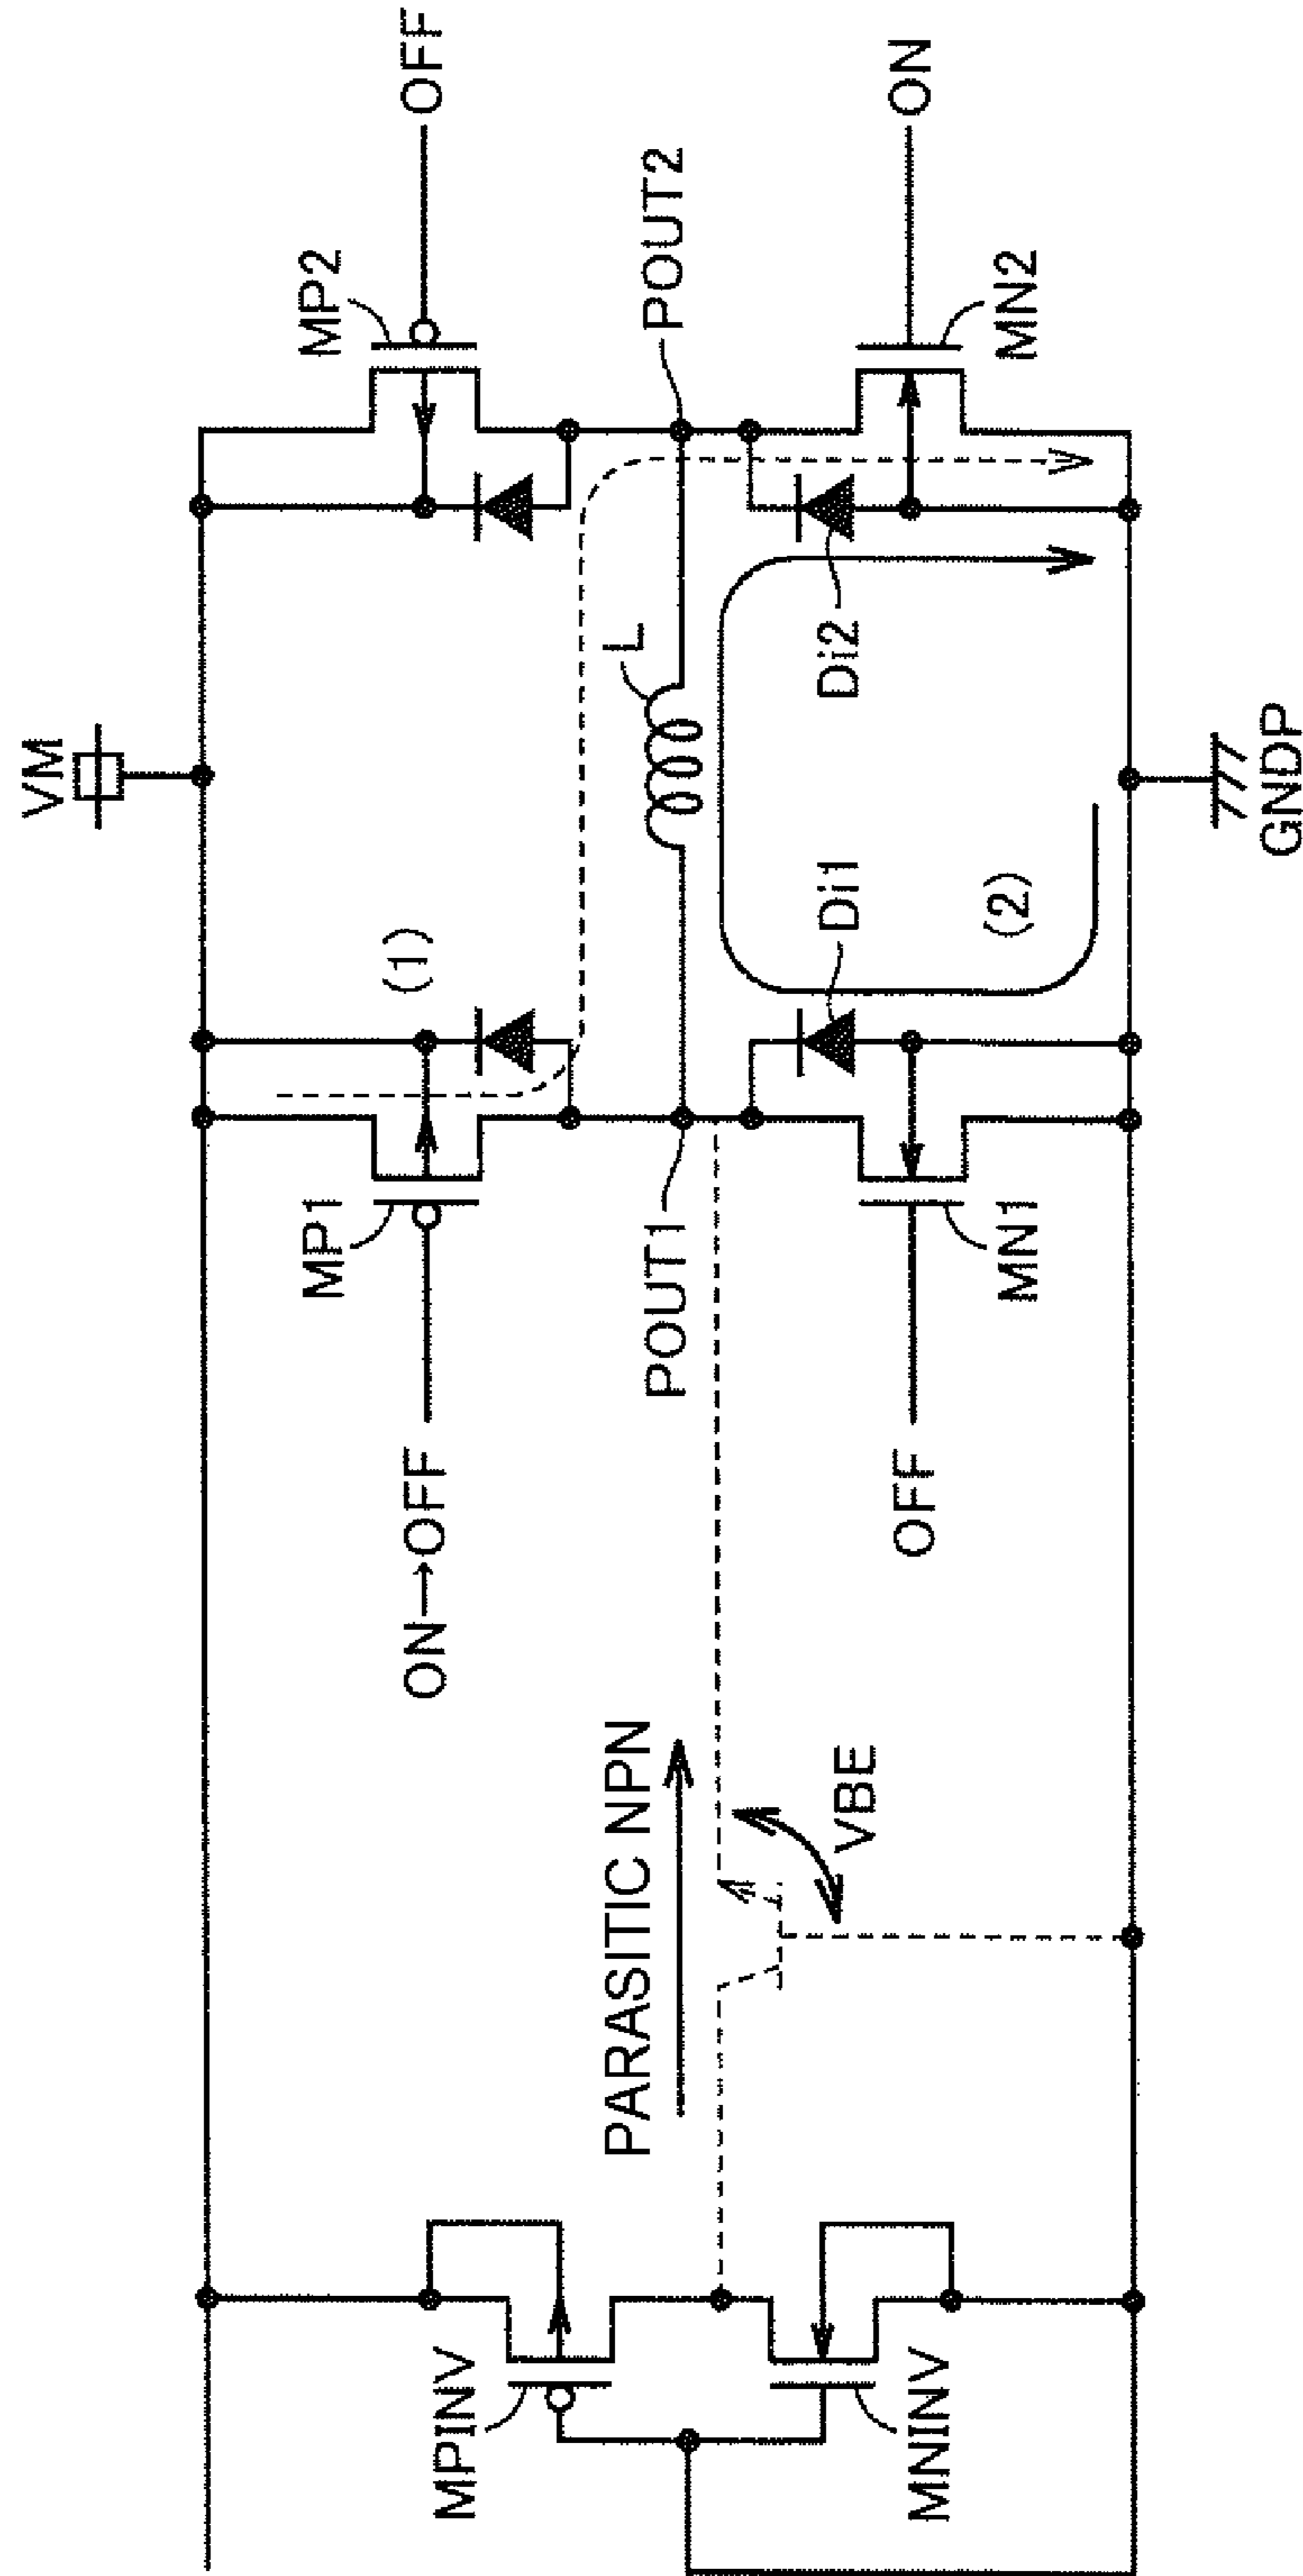 VM
MP1
ON→OFF
(1)
MP2
OFF
MPINV
PARASITIC NPN
POUT1
L
POUT2
VBE
MNINV
OFF
MN1
Di1
(2)
Di2
MN2
ON
GNDP